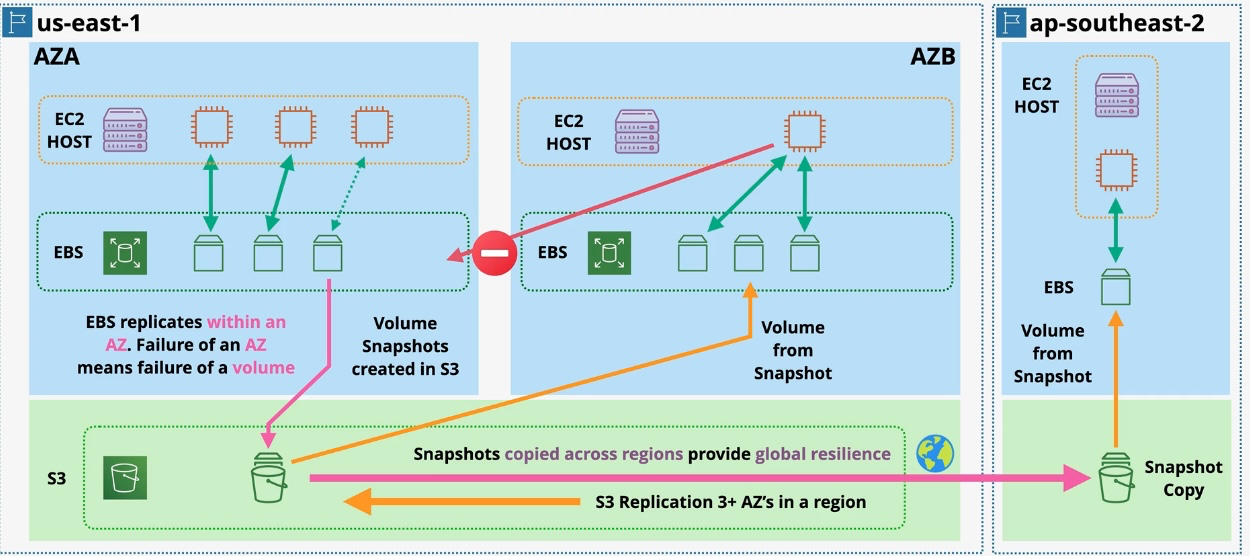 us-east-1
AZA
EC2
HOST
EBS
EBS replicates within an
AZ. Failure of an AZ
means failure of a volume
Volume
Snapshots
created in S3
AZB
EC2
HOST
EBS
Volume
from
Snapshot
S3
Snapshots copied across regions provide global resilience
S3 Replication 3+ AZ's in a region
ap-southeast-2
EC2
HOST
EBS
Volume
from
Snapshot
Snapshot
Copy